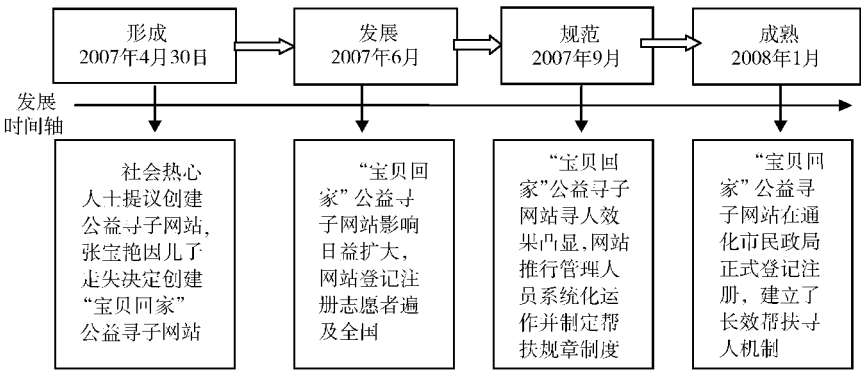 形成
2007年4月30日
发展
2007年6月
规范
2007年9月
成熟
2008年1月
发展
时间轴
社会热心
人士提议创建
公益寻子网站，
张宝艳因儿子
走失决定创建
“宝贝回家”
公益寻子网站
“宝贝回
家”公益寻
子网站影响
日益扩大，
网站登记注
册志愿者遍
及全国
“宝贝回
家”公益寻子
网站寻人效
果凸显，网站
推行管理人
员系统化运
作并制定帮
扶规章制度
“宝贝回
家”公益寻
子网站在通
化市民政局
正式登记注
册，建立了
长效帮扶寻
人机制